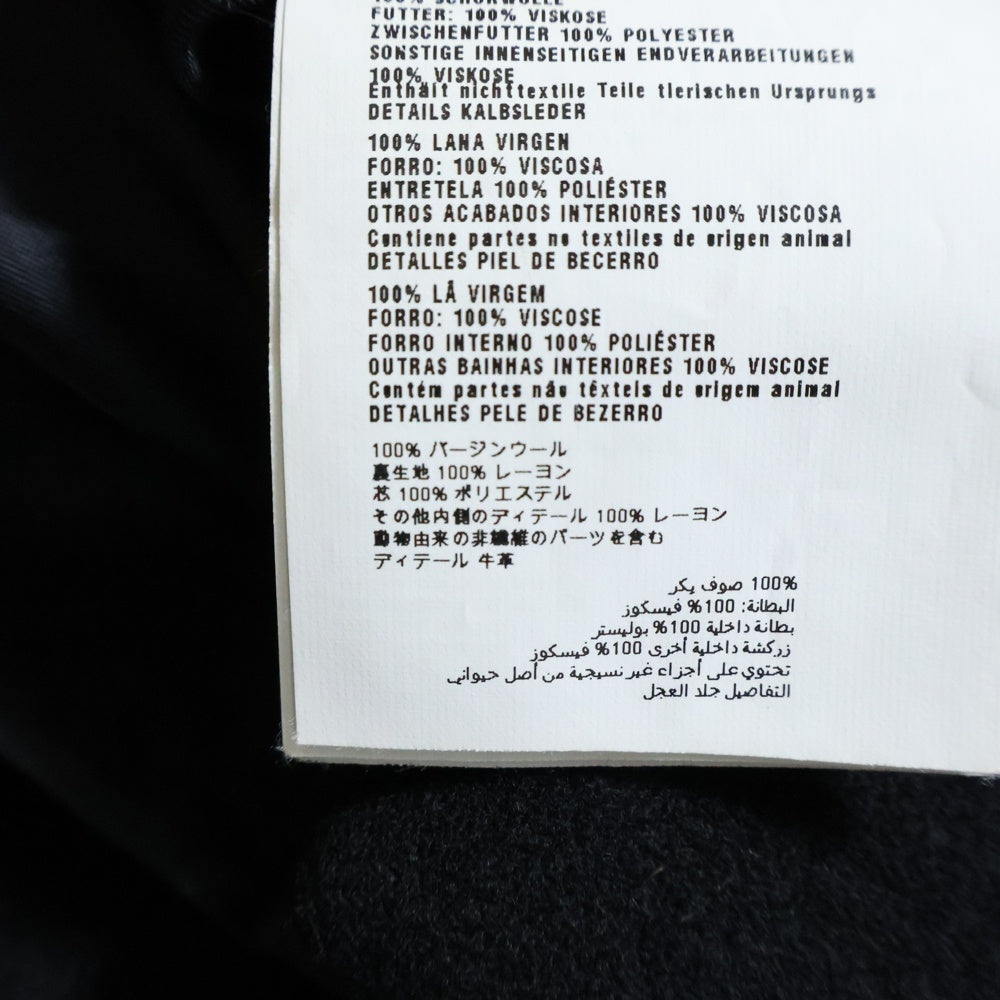 100% SCHURWOLLE
FUTTER: 100% VISKOSE
ZWISCHENFUTTER 100% POLYESTER
SONSTIGE INNENSEITIGEN ENDVERARBEITUNGEN
100% VISKOSE
Enthält nichttextile Teile tierischen Ursprungs
DETAILS KALBSLEDER
100% LANA VIRGEN
FORRO: 100% VISCOSA
ENTRETELA 100% POLIÉSTER
OTROS ACABADOS INTERIORES 100% VISCOSA
Contiene partes no textiles de origen animal
DETALLES PIEL DE BECERRO
100% LÃ VIRGEM
FORRO: 100% VISCOSE
FORRO INTERNO 100% POLIÉSTER
OUTRAS BAINHAS INTERIORES 100% VISCOSE
Contém partes não têxteis de origem animal
DETALHES PELE DE BEZERRO
100% バージンウール
裏生地 100% レーヨン
芯 100% ポリエステル
その他内側のディテール 100% レーヨン
動物由来の非繊維のパーツを含む
ディテール 牛革
100% صوف بكر
البطانة: 100% فيسكوز
بطانة داخلية 100% بوليستر
زركشة داخلية أخرى 100% فيسكوز
تحتوي على أجزاء غير نسيجية من أصل حيواني
التفاصيل جلد العجل